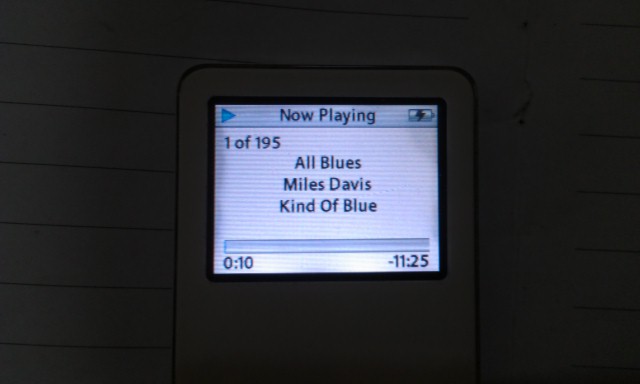 Now Playing
1 of 195
All Blues
Miles Davis
Kind Of Blue
0:10 -11:25